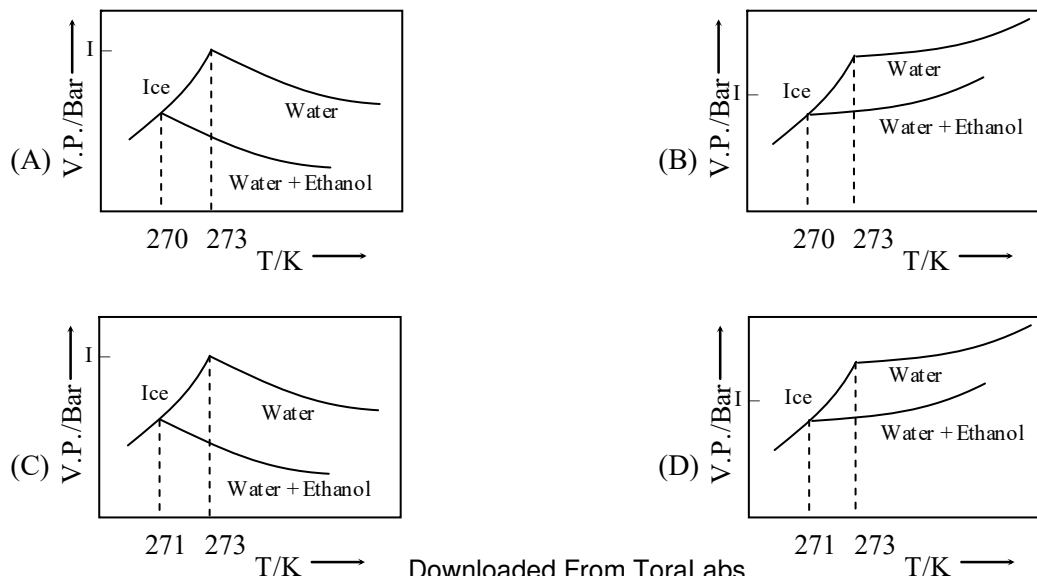 (A)
V.P./Bar
I
Ice
Water
Water + Ethanol
270 273
T/K
(B)
V.P./Bar
I
Ice
Water
Water + Ethanol
270 273
T/K
(C)
V.P./Bar
I
Ice
Water
Water + Ethanol
271 273
T/K
(D)
V.P./Bar
I
Ice
Water
Water + Ethanol
271 273
T/K
Downloaded From ToraLabs